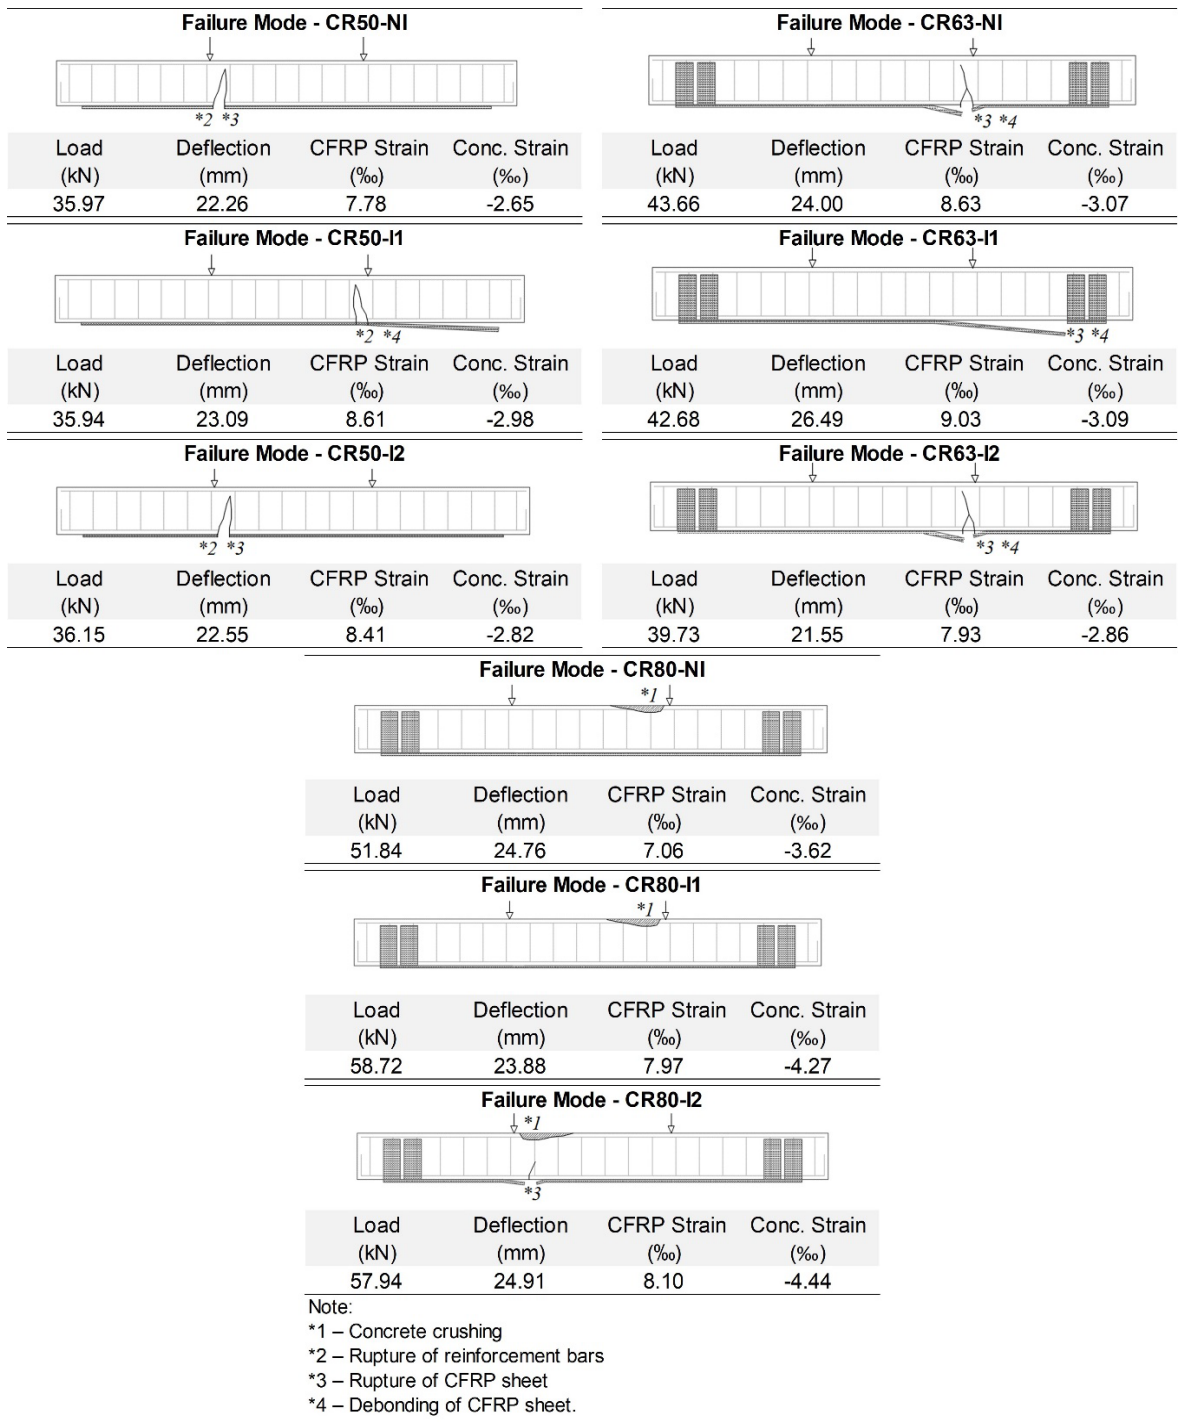 Failure Mode - CR50-NI
*2 *3
Load Deflection CFRP Strain Conc. Strain
(kN) (mm) (‰) (‰)
35.97 22.26 7.78 -2.65
Failure Mode - CR50-I1
*2 *4
Load Deflection CFRP Strain Conc. Strain
(kN) (mm) (‰) (‰)
35.94 23.09 8.61 -2.98
Failure Mode - CR50-I2
*2 *3
Load Deflection CFRP Strain Conc. Strain
(kN) (mm) (‰) (‰)
36.15 22.55 8.41 -2.82
Failure Mode - CR63-NI
*3 *4
Load Deflection CFRP Strain Conc. Strain
(kN) (mm) (‰) (‰)
43.66 24.00 8.63 -3.07
Failure Mode - CR63-I1
*3 *4
Load Deflection CFRP Strain Conc. Strain
(kN) (mm) (‰) (‰)
42.68 26.49 9.03 -3.09
Failure Mode - CR63-I2
*3 *4
Load Deflection CFRP Strain Conc. Strain
(kN) (mm) (‰) (‰)
39.73 21.55 7.93 -2.86
Failure Mode - CR80-NI
*1
Load Deflection CFRP Strain Conc. Strain
(kN) (mm) (‰) (‰)
51.84 24.76 7.06 -3.62
Failure Mode - CR80-I1
*1
Load Deflection CFRP Strain Conc. Strain
(kN) (mm) (‰) (‰)
58.72 23.88 7.97 -4.27
Failure Mode - CR80-I2
*1
*3
Load Deflection CFRP Strain Conc. Strain
(kN) (mm) (‰) (‰)
57.94 24.91 8.10 -4.44
Note:
*1 – Concrete crushing
*2 – Rupture of reinforcement bars
*3 – Rupture of CFRP sheet
*4 – Debonding of CFRP sheet.